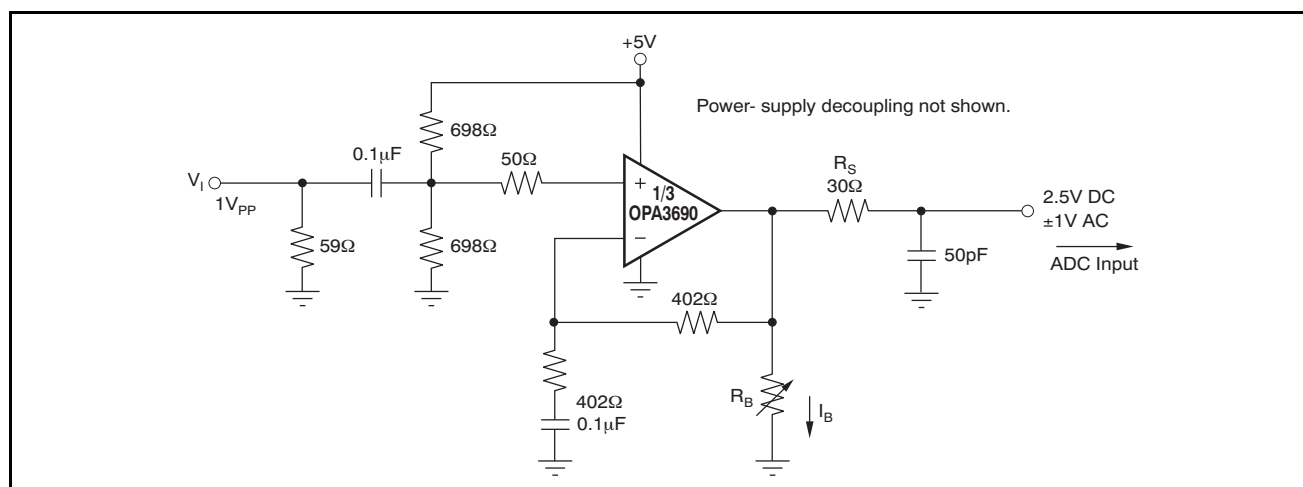 +5V
Power- supply decoupling not shown.
698Ω
0.1μF
50Ω
R_S
30Ω
V_I
1V_PP
+
1/3
OPA3690
−
2.5V DC
±1V AC
59Ω
698Ω
50pF
ADC Input
402Ω
402Ω
0.1μF
R_B
I_B